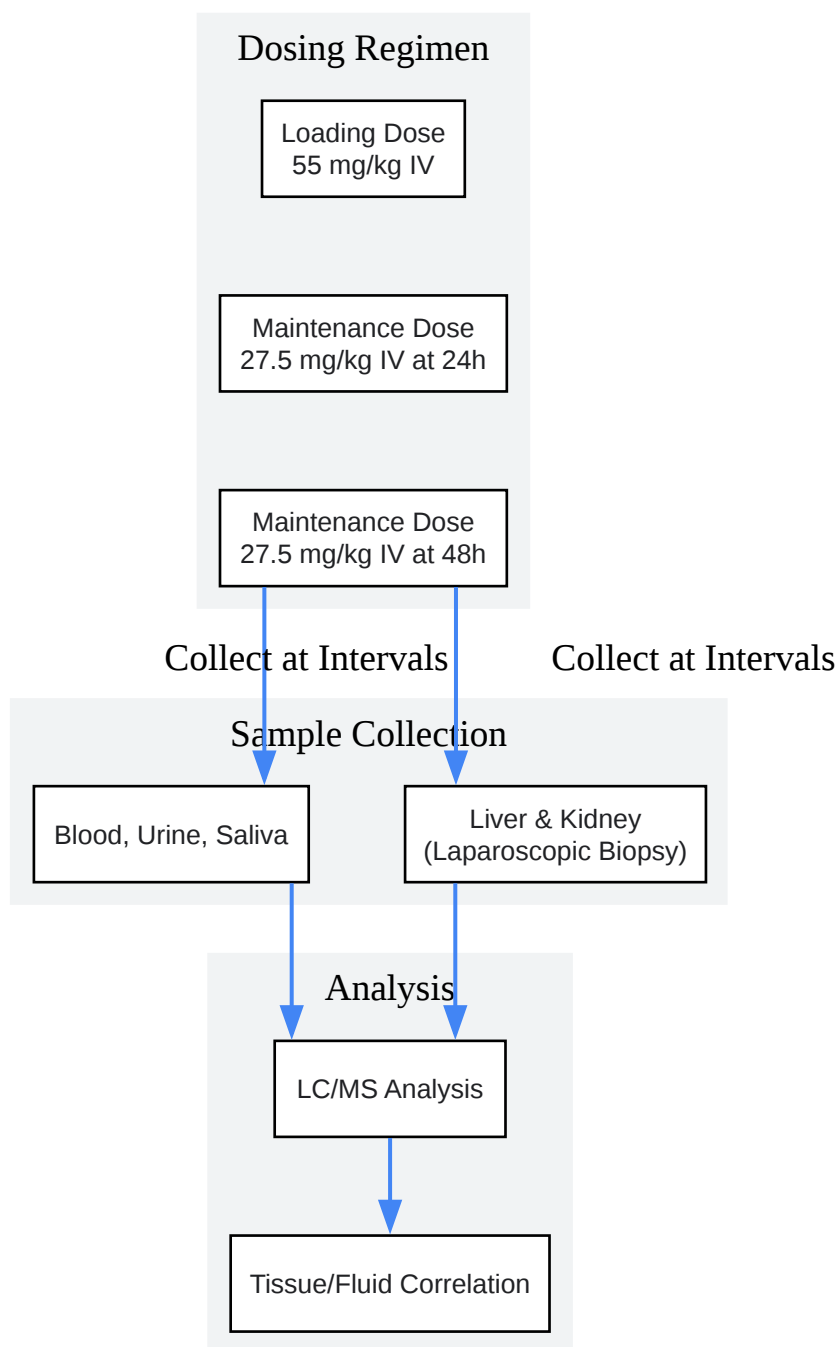 Dosing Regimen
Loading Dose
55 mg/kg IV
Maintenance Dose
27.5 mg/kg IV at 24h
Maintenance Dose
27.5 mg/kg IV at 48h
Collect at Intervals
Collect at Intervals
Sample Collection
Blood, Urine, Saliva
Liver & Kidney
(Laparoscopic Biopsy)
Analysis
LC/MS Analysis
Tissue/Fluid Correlation